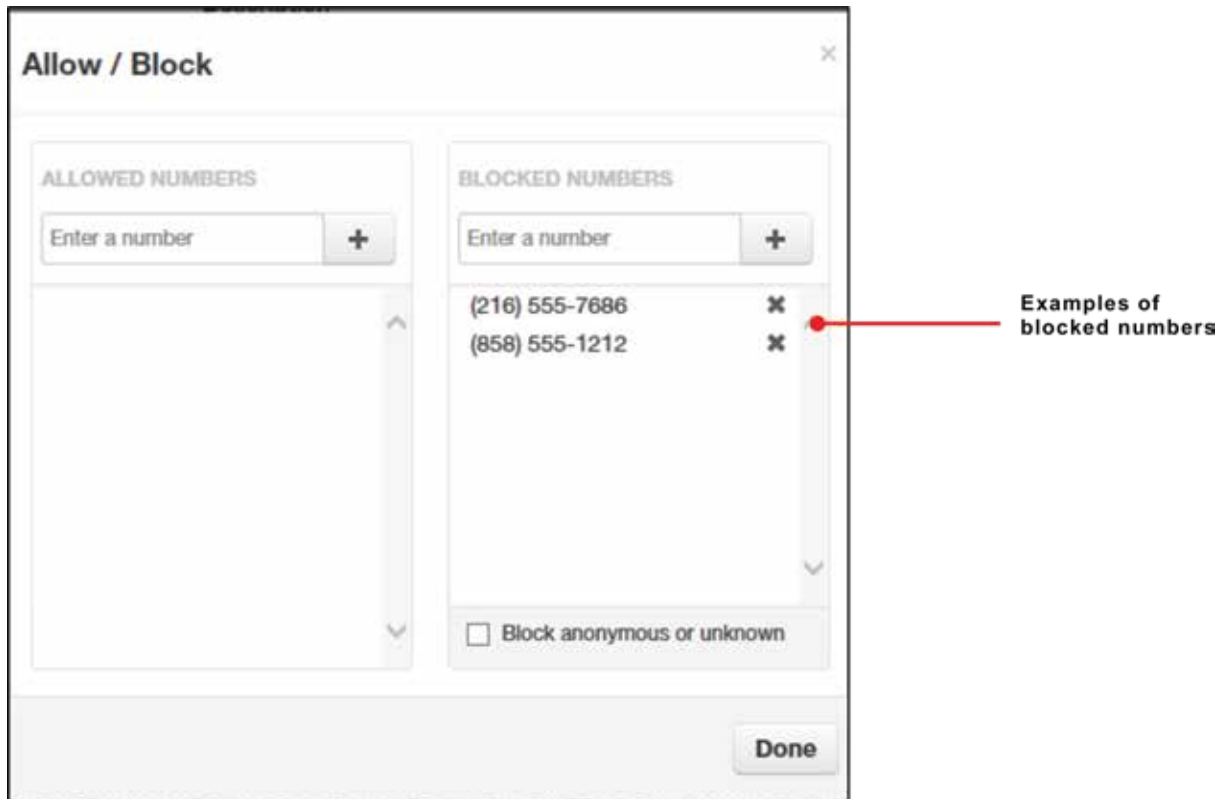 Allow / Block
×
ALLOWED NUMBERS
Enter a number
+
BLOCKED NUMBERS
Enter a number
+
(216) 555-7686 ✖
(858) 555-1212 ✖
Block anonymous or unknown
Done
Examples of
blocked numbers